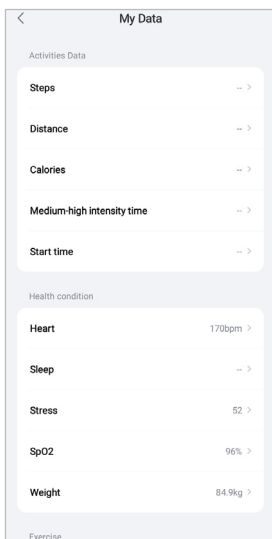 My Data
Activities Data
Steps --
Distance --
Calories --
Medium-high intensity time --
Start time --
Health condition
Heart 170bpm
Sleep --
Stress 52
SpO2 96%
Weight 84.9kg
Exercise